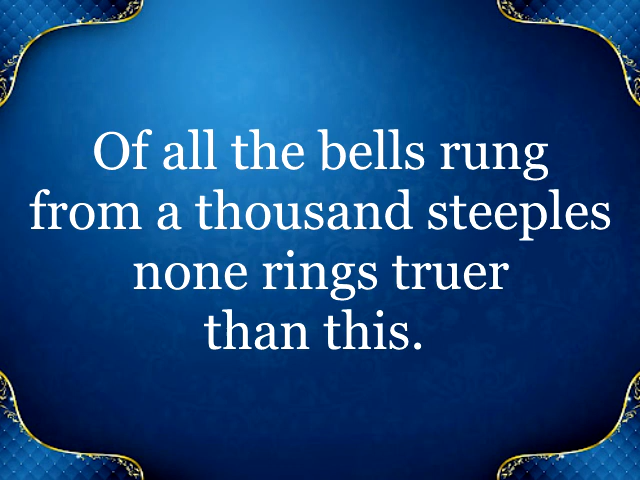 Of all the bells rung
from a thousand steeples
none rings truer
than this.